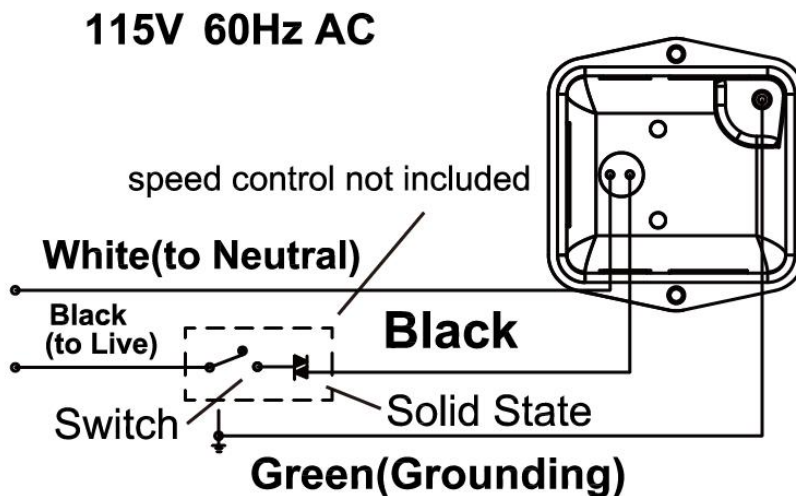 115V 60Hz AC
speed control not included
White(to Neutral)
Black
(to Live)
Black
Switch
Solid State
Green(Grounding)